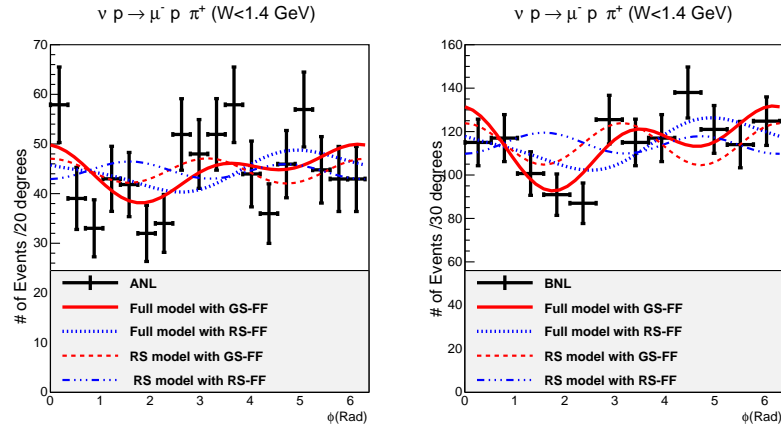 ν p → μ⁻ p π⁺ (W<1.4 GeV)
# of Events /20 degrees
70
60
50
40
30
20
10
0
ANL
Full model with GS-FF
Full model with RS-FF
RS model with GS-FF
RS model with RS-FF
0 1 2 3 4 5 6
ϕ(Rad)
ν p → μ⁻ p π⁺ (W<1.4 GeV)
# of Events /30 degrees
160
140
120
100
80
60
40
20
0
BNL
Full model with GS-FF
Full model with RS-FF
RS model with GS-FF
RS model with RS-FF
0 1 2 3 4 5 6
ϕ(Rad)